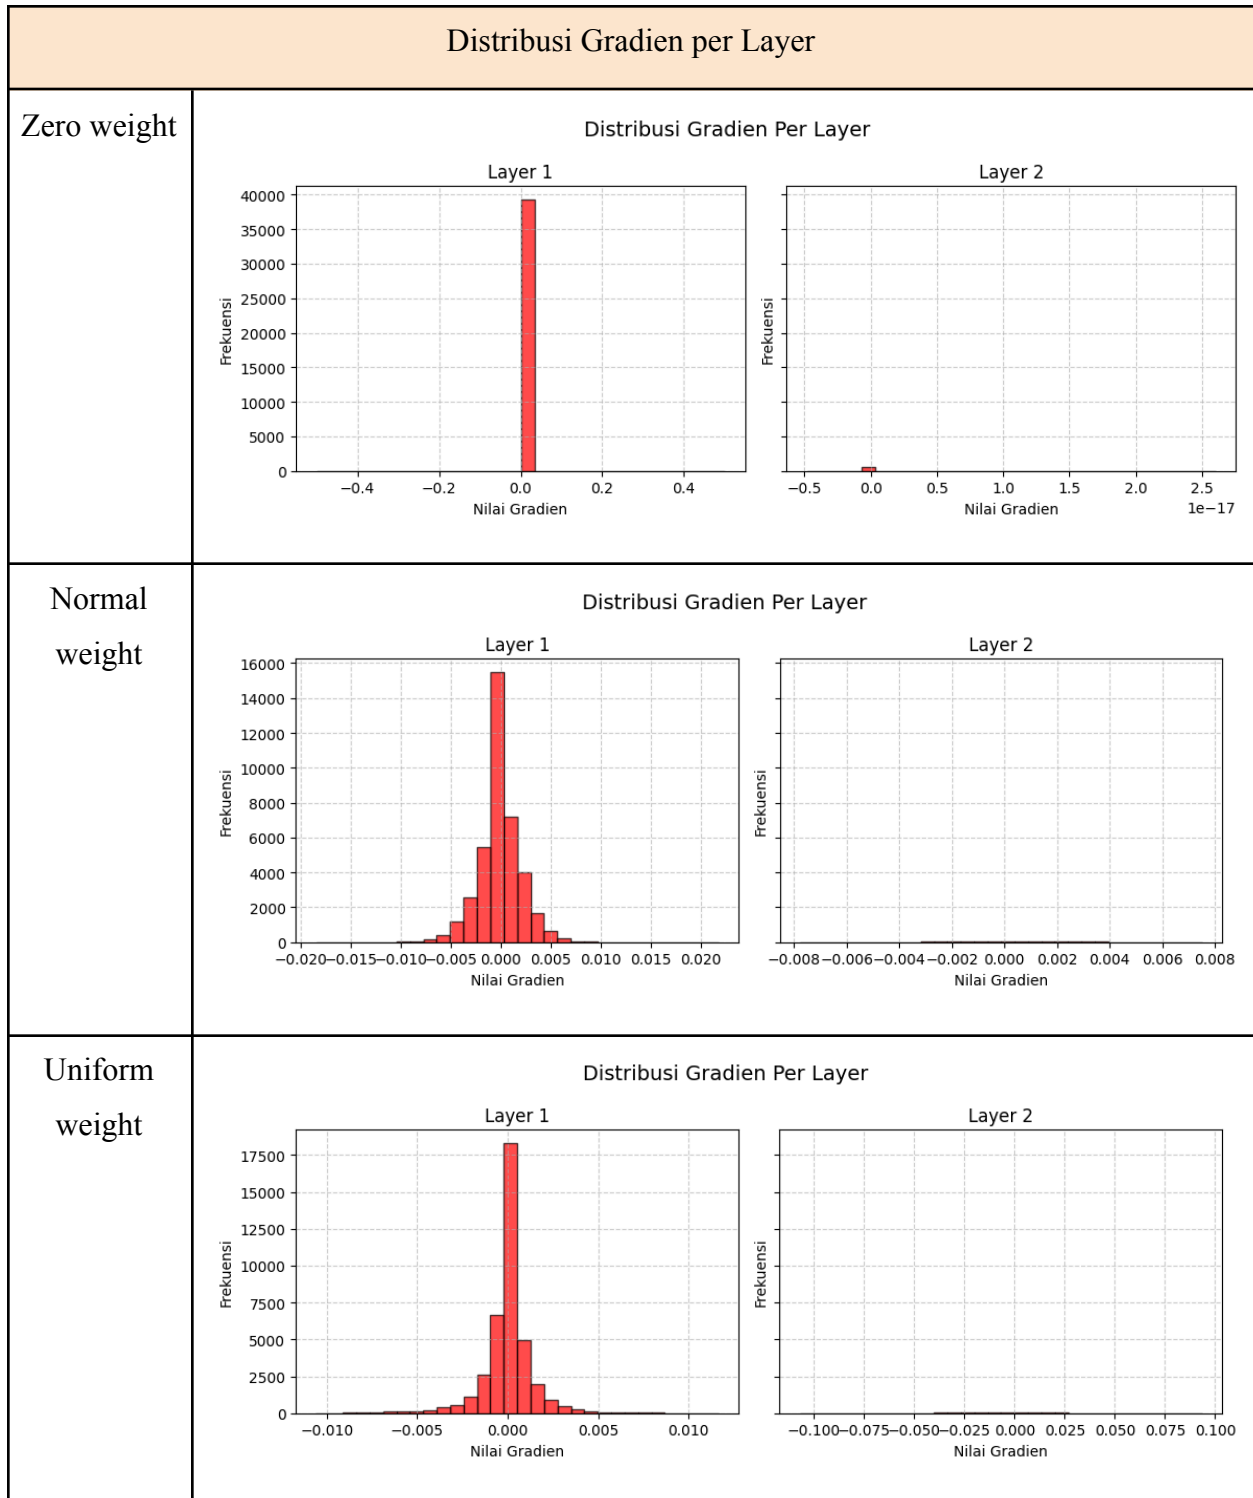 Distribusi Gradien per Layer
Zero weight
Distribusi Gradien Per Layer
Layer 1
40000
35000
30000
25000
20000
15000
10000
5000
0
Frekuensi
−0.4 −0.2 0.0 0.2 0.4
Nilai Gradien
Layer 2
Frekuensi
−0.5 0.0 0.5 1.0 1.5 2.0 2.5
1e−17
Nilai Gradien
Normal
weight
Distribusi Gradien Per Layer
Layer 1
16000
14000
12000
10000
8000
6000
4000
2000
0
Frekuensi
−0.020 −0.015 −0.010 −0.005 0.000 0.005 0.010 0.015 0.020
Nilai Gradien
Layer 2
Frekuensi
−0.008 −0.006 −0.004 −0.002 0.000 0.002 0.004 0.006 0.008
Nilai Gradien
Uniform
weight
Distribusi Gradien Per Layer
Layer 1
17500
15000
12500
10000
7500
5000
2500
0
Frekuensi
−0.010 −0.005 0.000 0.005 0.010
Nilai Gradien
Layer 2
Frekuensi
−0.100 −0.075 −0.050 −0.025 0.000 0.025 0.050 0.075 0.100
Nilai Gradien